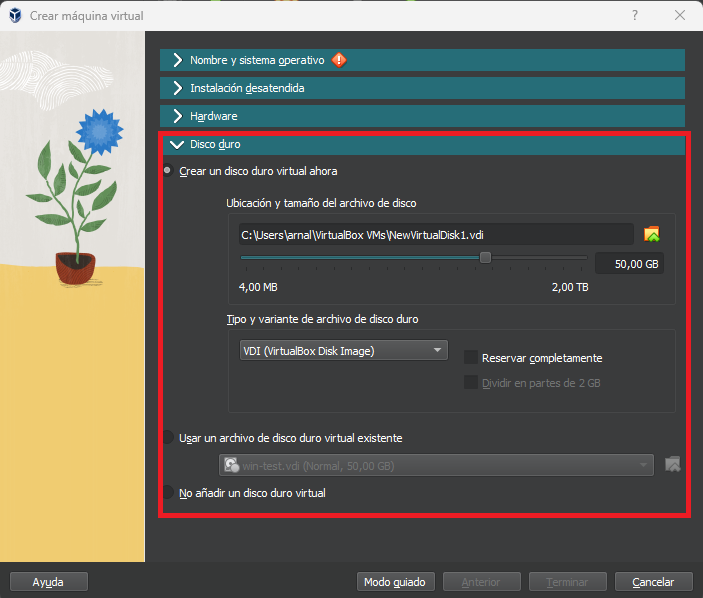 Crear máquina virtual
Nombre y sistema operativo
Instalación desatendida
Hardware
Disco duro
Crear un disco duro virtual ahora
Ubicación y tamaño del archivo de disco
C:\Users\arnal\VirtualBox VMs\NewVirtualDisk1.vdi
50,00 GB
4,00 MB 2,00 TB
Tipo y variante de archivo de disco duro
VDI (VirtualBox Disk Image)
Reservar completamente
Dividir en partes de 2 GB
Usar un archivo de disco duro virtual existente
win-test.vdi (Normal, 50,00 GB)
No añadir un disco duro virtual
Ayuda Modo guiado Anterior Terminar Cancelar